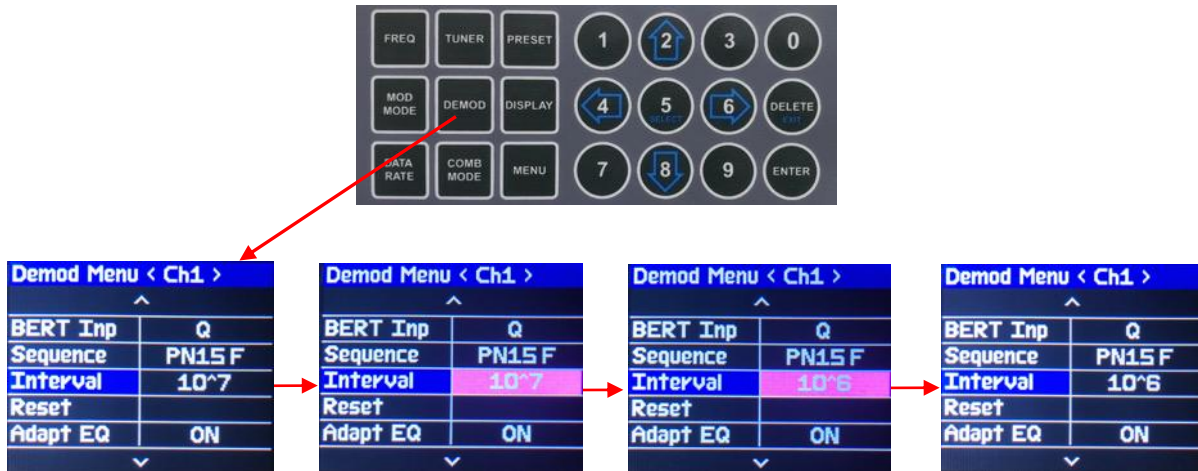 FREQ TUNER PRESET 1 2 3 0
MOD MODE DEMOD DISPLAY 4 5 SELECT 6 DELETE EXIT
DATA RATE COMB MODE MENU 7 8 9 ENTER
Demod Menu < Ch1 >
BERT Inp Q
Sequence PN15 F
Interval 10^7
Reset
Adapt EQ ON
Demod Menu < Ch1 >
BERT Inp Q
Sequence PN15 F
Interval 10^7
Reset
Adapt EQ ON
Demod Menu < Ch1 >
BERT Inp Q
Sequence PN15 F
Interval 10^6
Reset
Adapt EQ ON
Demod Menu < Ch1 >
BERT Inp Q
Sequence PN15 F
Interval 10^6
Reset
Adapt EQ ON